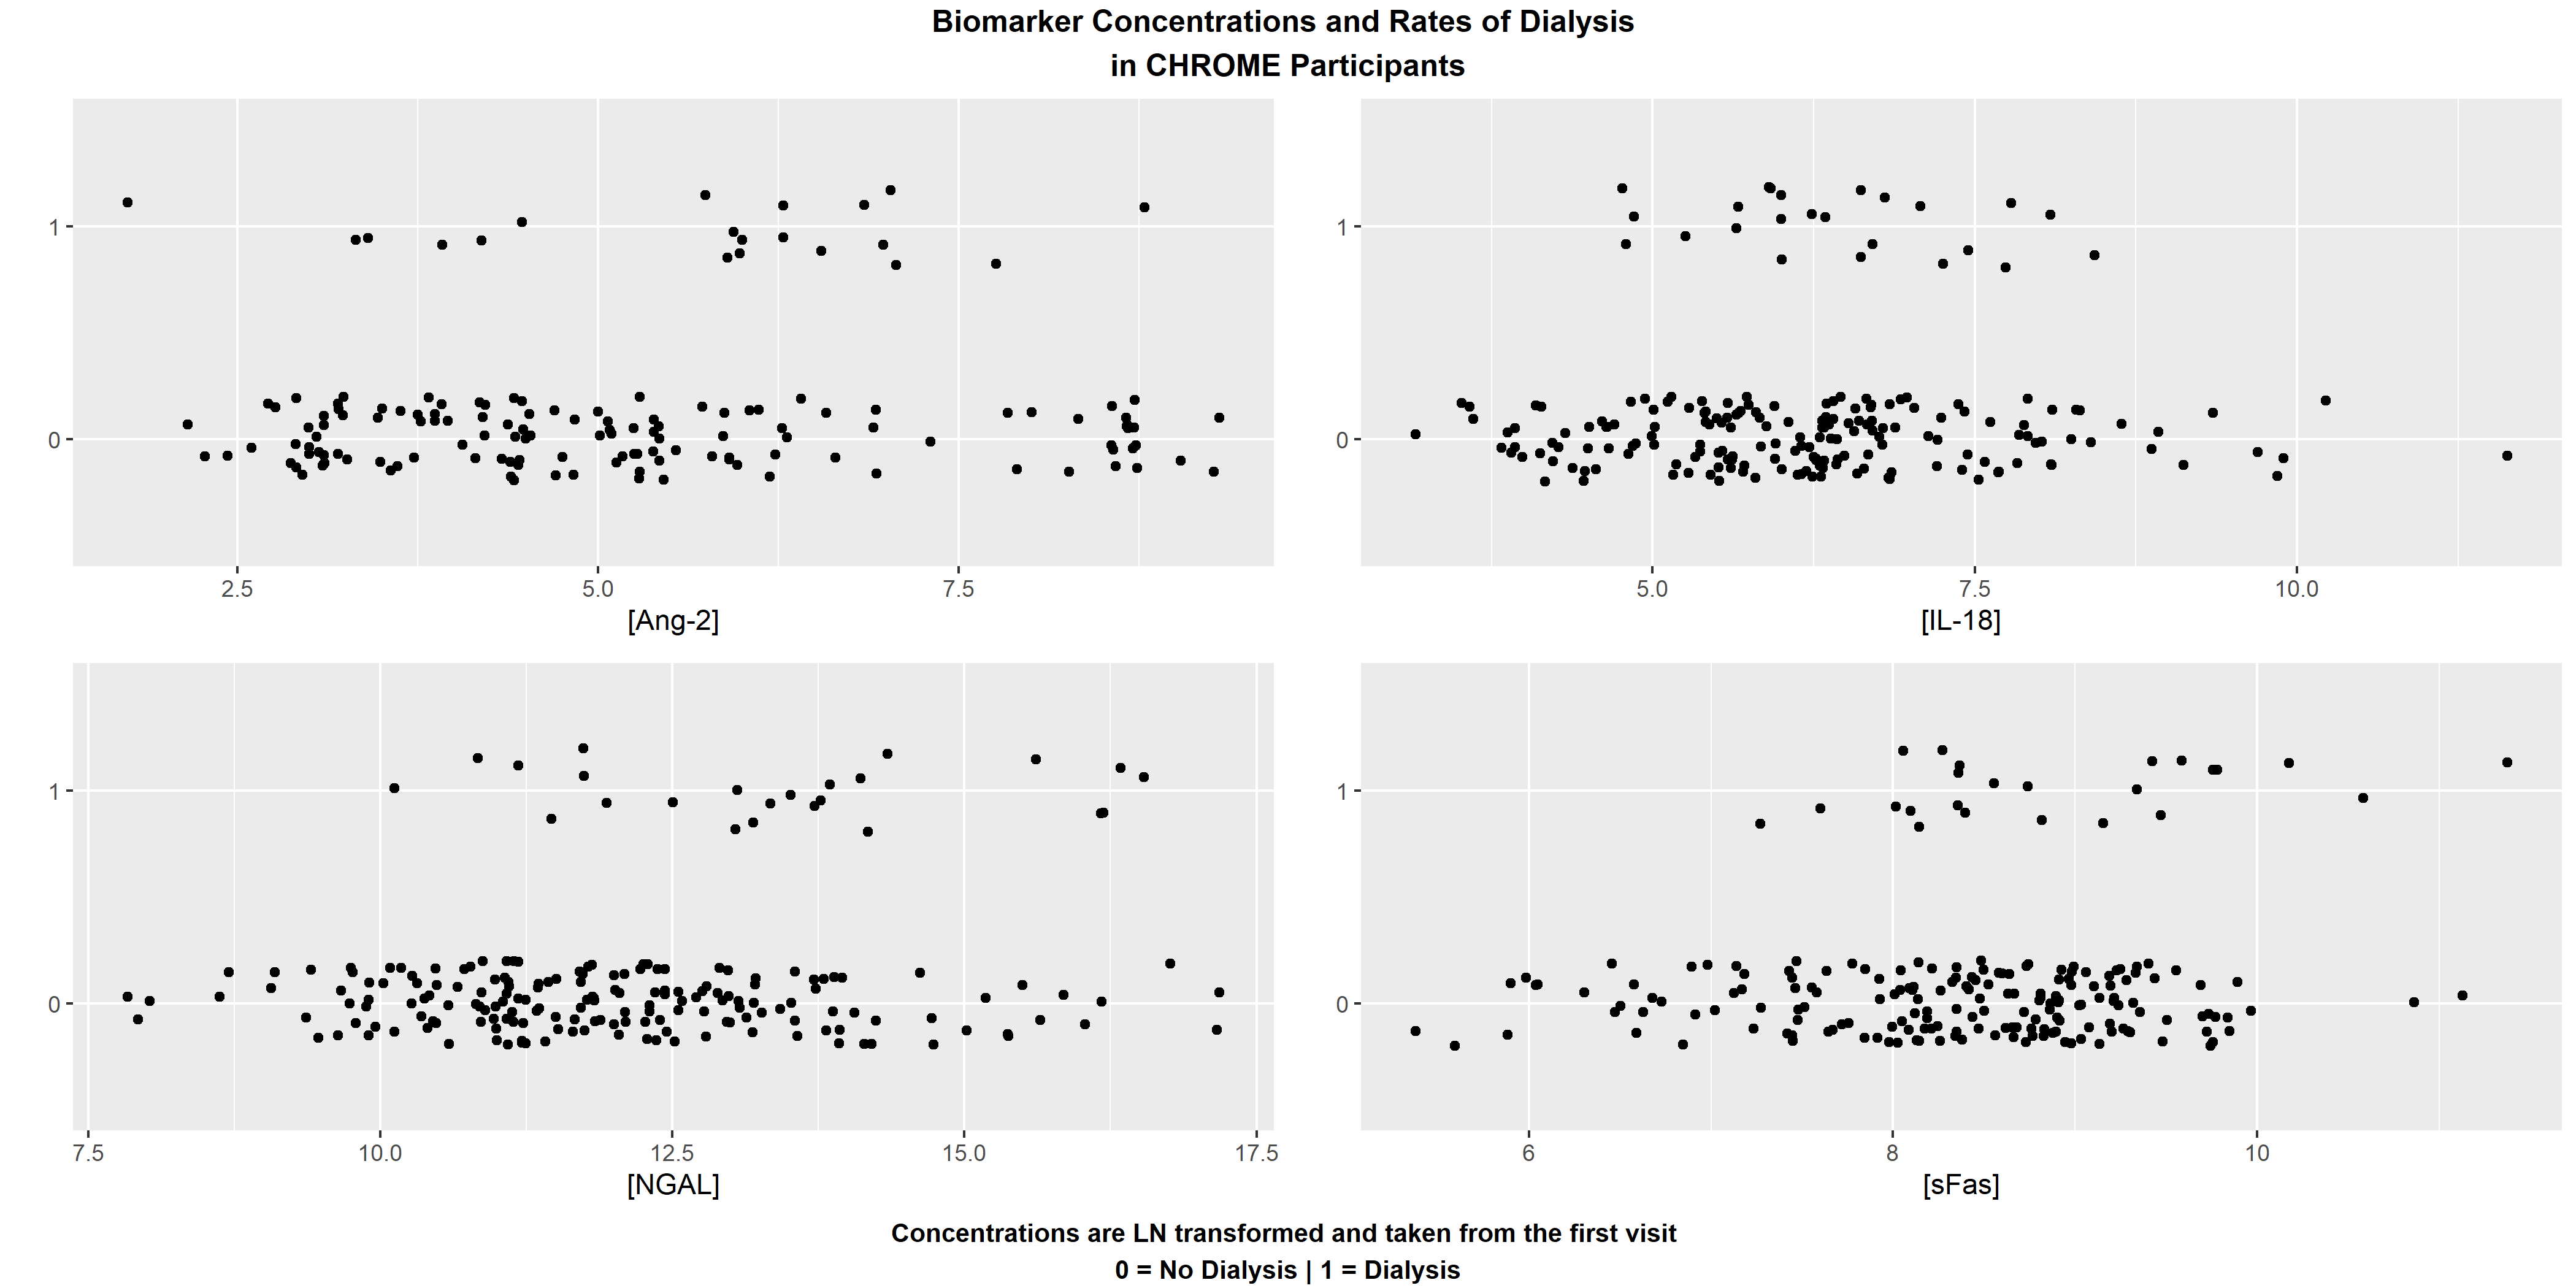 Biomarker Concentrations and Rates of Dialysis
in CHROME Participants
1
0
2.5 5.0 7.5
[Ang-2]
1
0
5.0 7.5 10.0
[IL-18]
1
0
7.5 10.0 12.5 15.0 17.5
[NGAL]
1
0
6 8 10
[sFas]
Concentrations are LN transformed and taken from the first visit
0 = No Dialysis | 1 = Dialysis